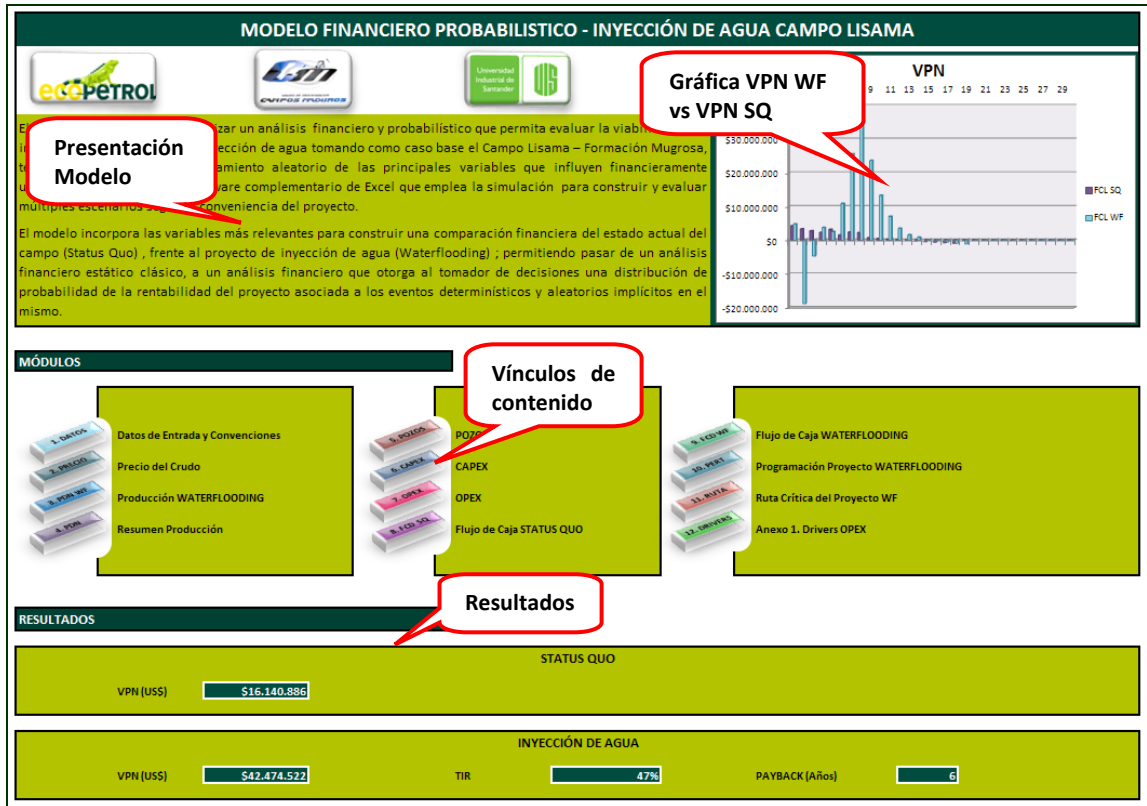 MODELO FINANCIERO PROBABILISTICO - INYECCIÓN DE AGUA CAMPO LISAMA
ecopetrol
CAMPOS MADUROS
Universidad
Industrial de
Santander
UIS
Presentación
Modelo
izar un análisis financiero y probabilístico que permita evaluar la
ección de agua tomando como caso base el Campo Lisama – Formación Mugrosa,
amiento aleatorio de las principales variables que influyen financieramente
ware complementario de Excel que emplea la simulación para construir y evaluar
múltiples escenarios conveniencia del proyecto.
El modelo incorpora las variables más relevantes para construir una comparación financiera del estado actual del
campo (Status Quo) , frente al proyecto de inyección de agua (Waterflooding) ; permitiendo pasar de un análisis
financiero estático clásico, a un análisis financiero que otorga al tomador de decisiones una distribución de
probabilidad de la rentabilidad del proyecto asociada a los eventos determinísticos y aleatorios implícitos en el
mismo.
Gráfica VPN WF
vs VPN SQ
VPN
9 11 13 15 17 19 21 23 25 27 29
$30.000.000
$20.000.000
$10.000.000
$0
-$10.000.000
-$20.000.000
FCL SQ
FCL WF
MÓDULOS
Vínculos de
contenido
1. DATOS Datos de Entrada y Convenciones
2. PRECIO Precio del Crudo
3. PDN WF Producción WATERFLOODING
4. PDN Resumen Producción
5. POZOS POZO
6. CAPEX CAPEX
7. OPEX OPEX
8. FCD SQ Flujo de Caja STATUS QUO
9. FCD WF Flujo de Caja WATERFLOODING
10. PERT Programación Proyecto WATERFLOODING
11. RUTA Ruta Crítica del Proyecto WF
12. DRIVERS Anexo 1. Drivers OPEX
Resultados
RESULTADOS
STATUS QUO
VPN (US$) $16.140.886
INYECCIÓN DE AGUA
VPN (US$) $42.474.522 TIR 47% PAYBACK (Años) 6